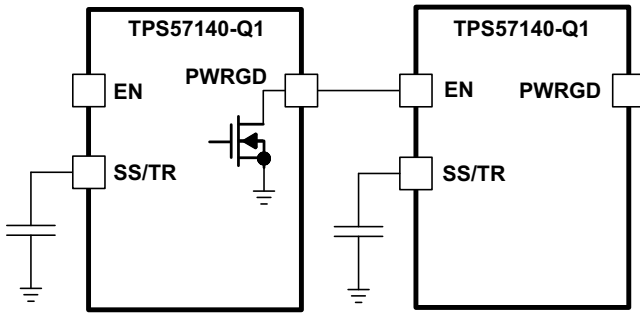 TPS57140-Q1
PWRGD
EN
SS/TR
TPS57140-Q1
EN
PWRGD
SS/TR